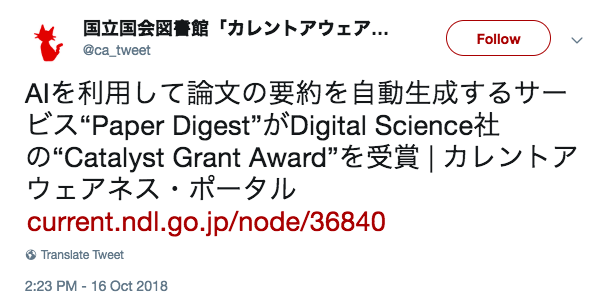 国立国会図書館「カレントアウェア…
@ca_tweet
Follow
AIを利用して論文の要約を自動生成するサー
ビス“Paper Digest”がDigital Science社
の“Catalyst Grant Award”を受賞 | カレントア
ウェアネス・ポータル
current.ndl.go.jp/node/36840
Translate Tweet
2:23 PM - 16 Oct 2018